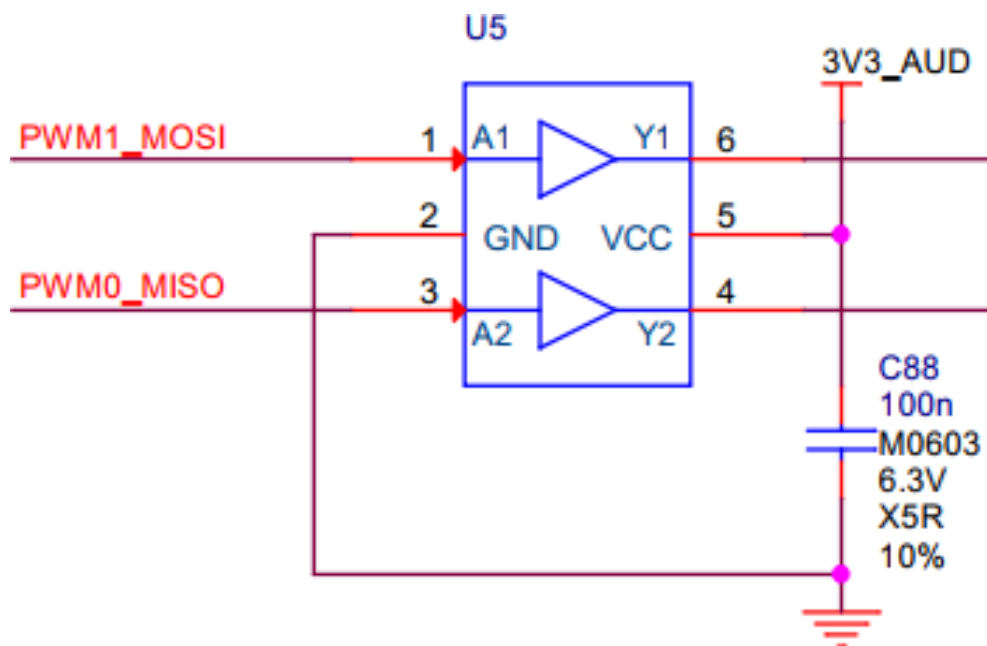 U5
3V3_AUD
PWM1_MOSI 1 A1 Y1 6
2 GND VCC 5
PWM0_MISO 3 A2 Y2 4
C88
100n
M0603
6.3V
X5R
10%